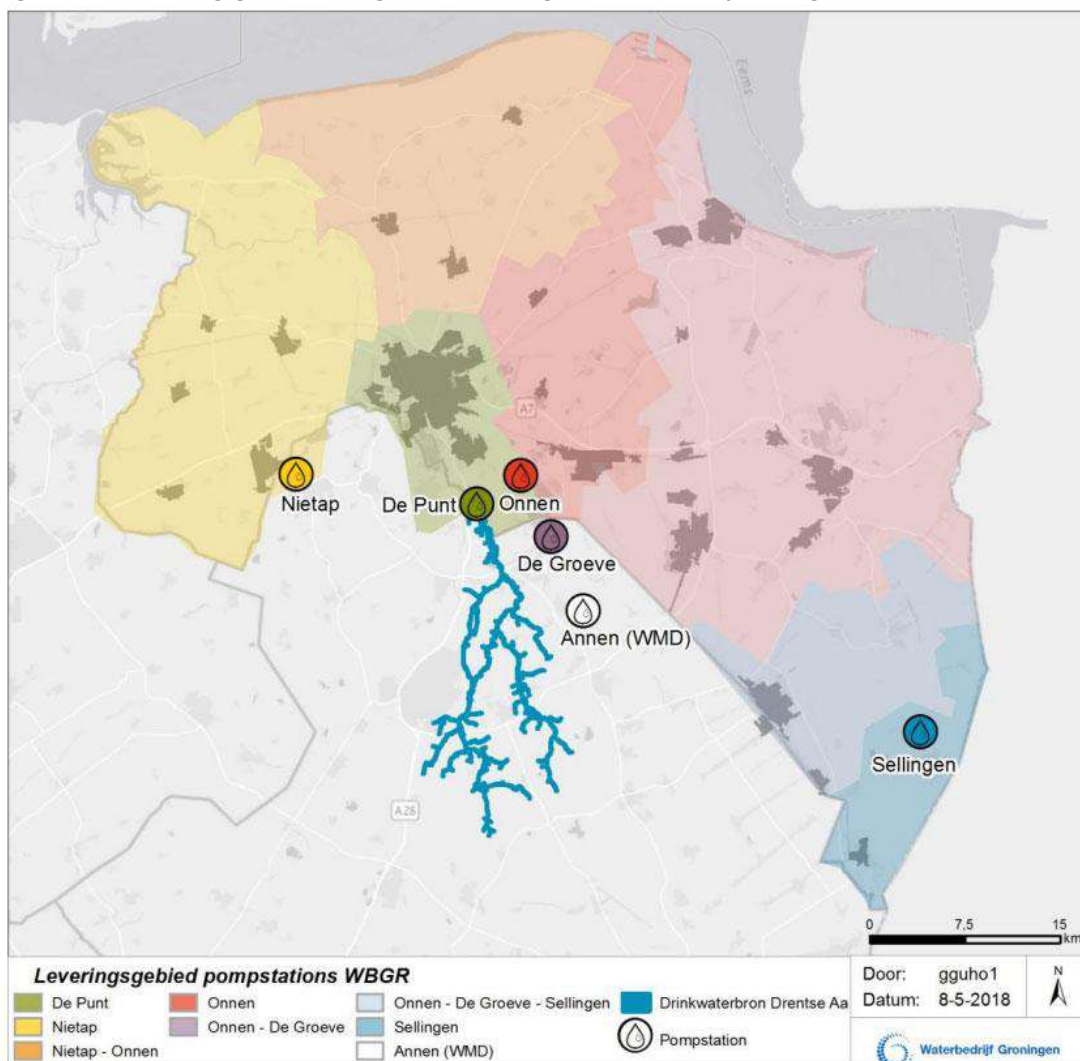 Eems
A7
Nietap
De Punt
Onnen
De Groeve
Annen (WMD)
Sellingen
A28
0 7,5 15
km
Leveringsgebied pompstations WBGR
De Punt
Nietap
Nietap - Onnen
Onnen
Onnen - De Groeve
Onnen - De Groeve - Sellingen
Sellingen
Annen (WMD)
Drinkwaterbron Drentse Aa
Pompstation
Door: gguho1
Datum: 8-5-2018
N
Waterbedrijf Groningen